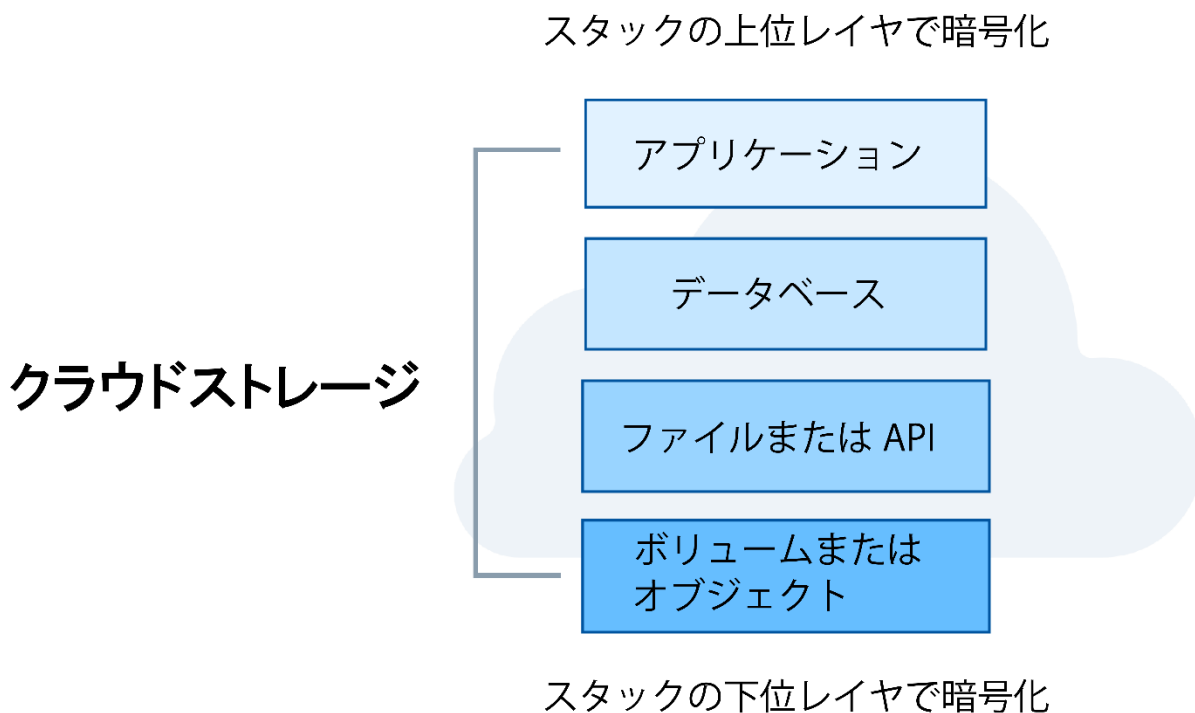 スタックの上位レイヤで暗号化
アプリケーション
データベース
クラウドストレージ
ファイルまたは API
ボリュームまたは
オブジェクト
スタックの下位レイヤで暗号化